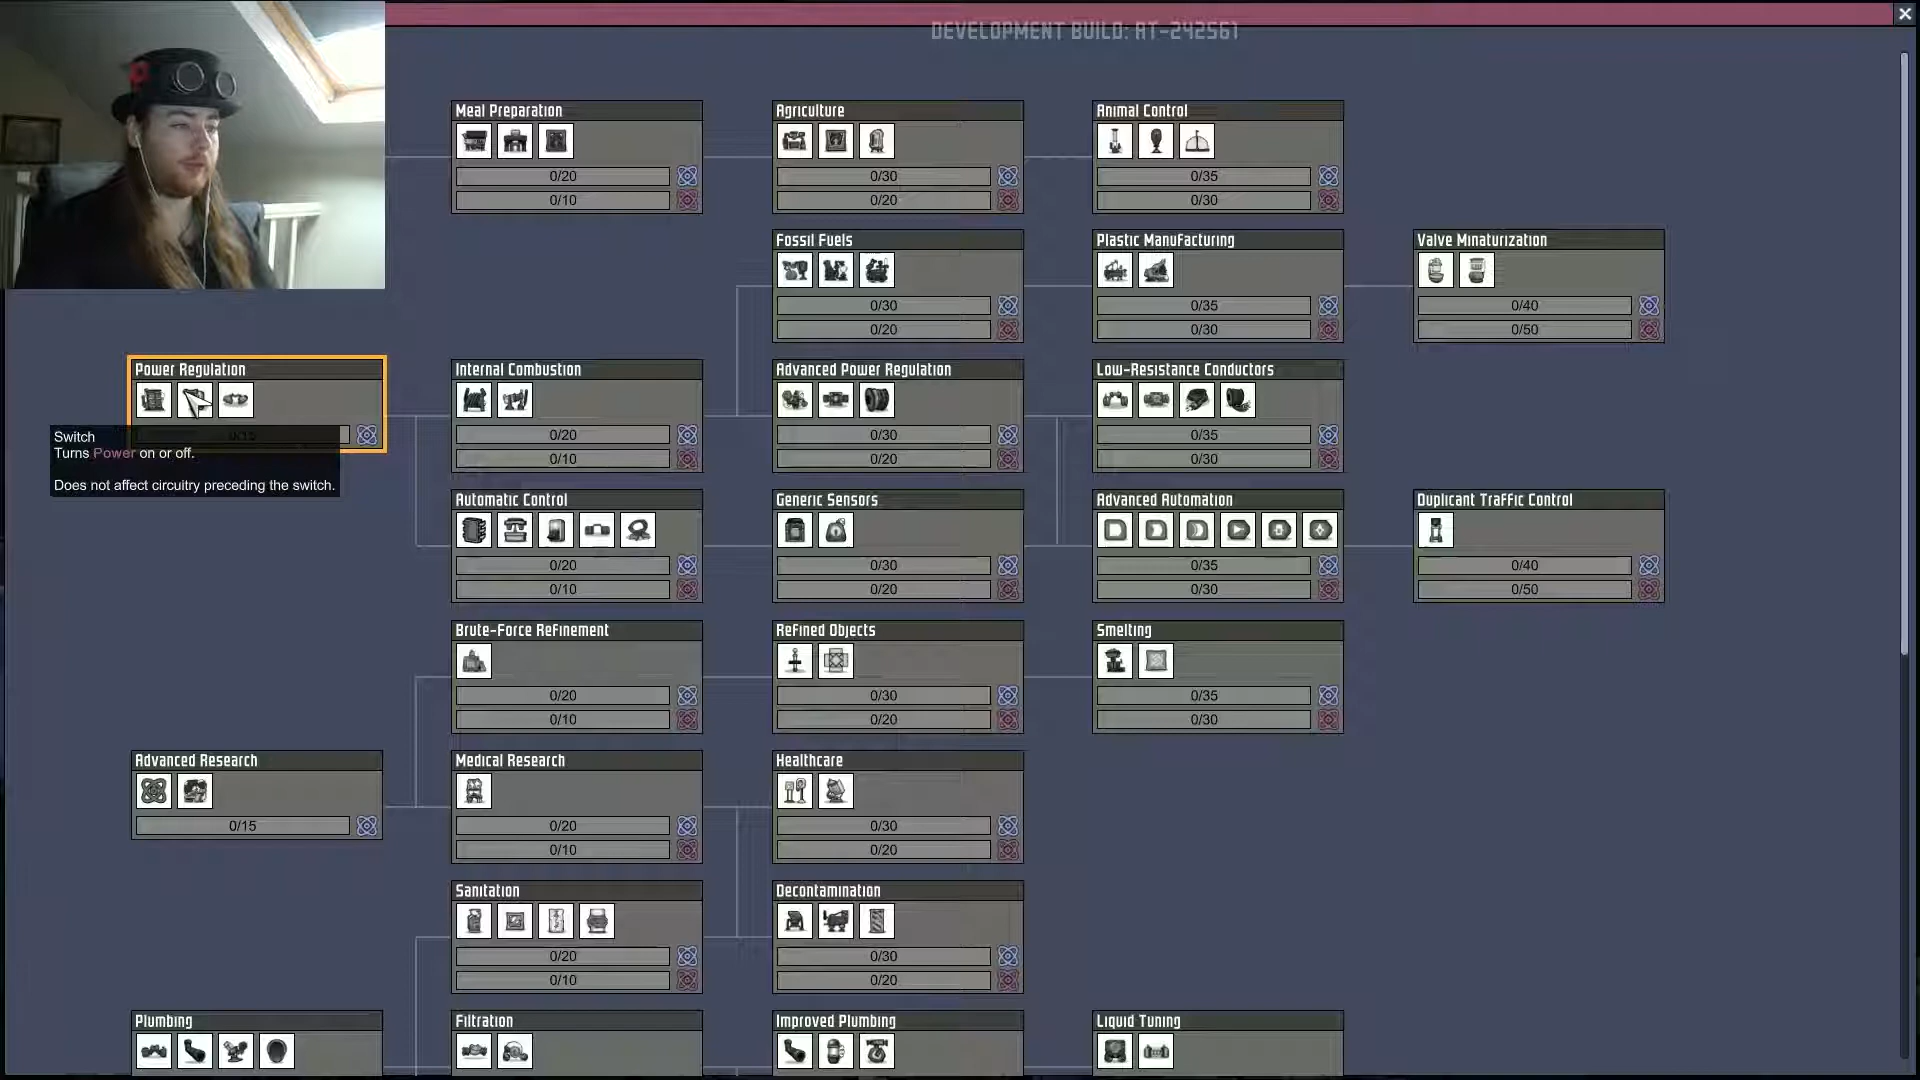 DEVELOPMENT BUILD: AT-242561
Meal Preparation
0/20
0/10
Agriculture
0/30
0/20
Animal Control
0/35
0/30
Fossil Fuels
0/30
0/20
Plastic Manufacturing
0/35
0/30
Valve Minaturization
0/40
0/50
Power Regulation
0/15
Switch
Turns Power on or off.
Does not affect circuitry preceding the switch.
Internal Combustion
0/20
0/10
Advanced Power Regulation
0/30
0/20
Low-Resistance Conductors
0/35
0/30
Automatic Control
0/20
0/10
Generic Sensors
0/30
0/20
Advanced Automation
0/35
0/30
Duplicant Traffic Control
0/40
0/50
Brute-Force Refinement
0/20
0/10
Refined Objects
0/30
0/20
Smelting
0/35
0/30
Advanced Research
0/15
Medical Research
0/20
0/10
Healthcare
0/30
0/20
Sanitation
0/20
0/10
Decontamination
0/30
0/20
Plumbing
Filtration
Improved Plumbing
Liquid Tuning